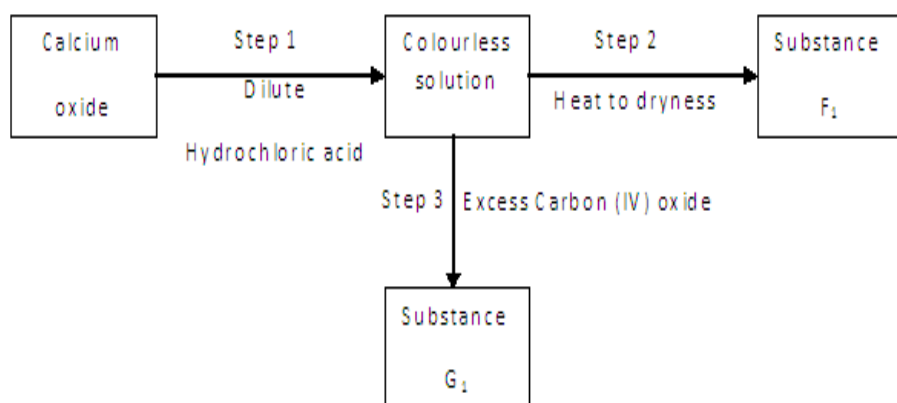 Calcium
oxide
Step 1
Dilute
Hydrochloric acid
Colourless
solution
Step 2
Heat to dryness
Substance
F₁
Step 3
Excess Carbon (IV) oxide
Substance
G₁